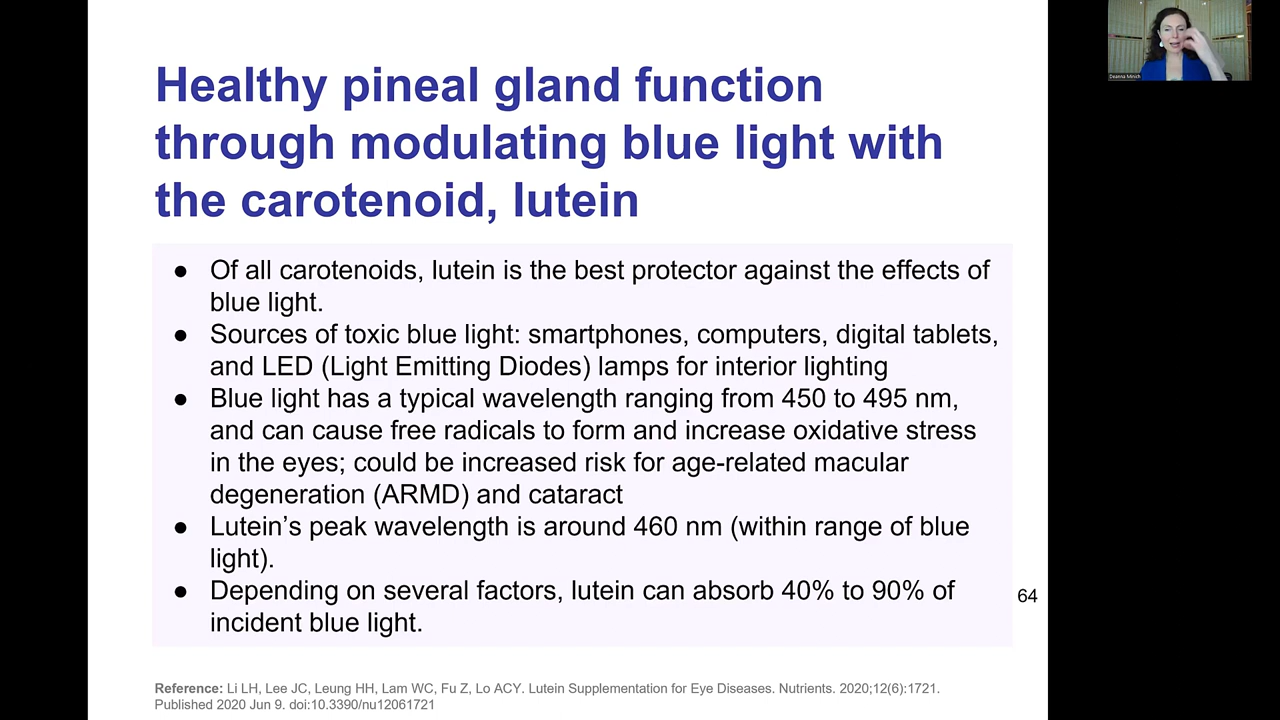 Healthy pineal gland function
through modulating blue light with
the carotenoid, lutein
● Of all carotenoids, lutein is the best protector against the effects of
blue light.
● Sources of toxic blue light: smartphones, computers, digital tablets,
and LED (Light Emitting Diodes) lamps for interior lighting
● Blue light has a typical wavelength ranging from 450 to 495 nm,
and can cause free radicals to form and increase oxidative stress
in the eyes; could be increased risk for age-related macular
degeneration (ARMD) and cataract
● Lutein’s peak wavelength is around 460 nm (within range of blue
light).
● Depending on several factors, lutein can absorb 40% to 90% of
incident blue light.
64
Reference: Li LH, Lee JC, Leung HH, Lam WC, Fu Z, Lo ACY. Lutein Supplementation for Eye Diseases. Nutrients. 2020;12(6):1721.
Published 2020 Jun 9. doi:10.3390/nu12061721
Deanna Minich